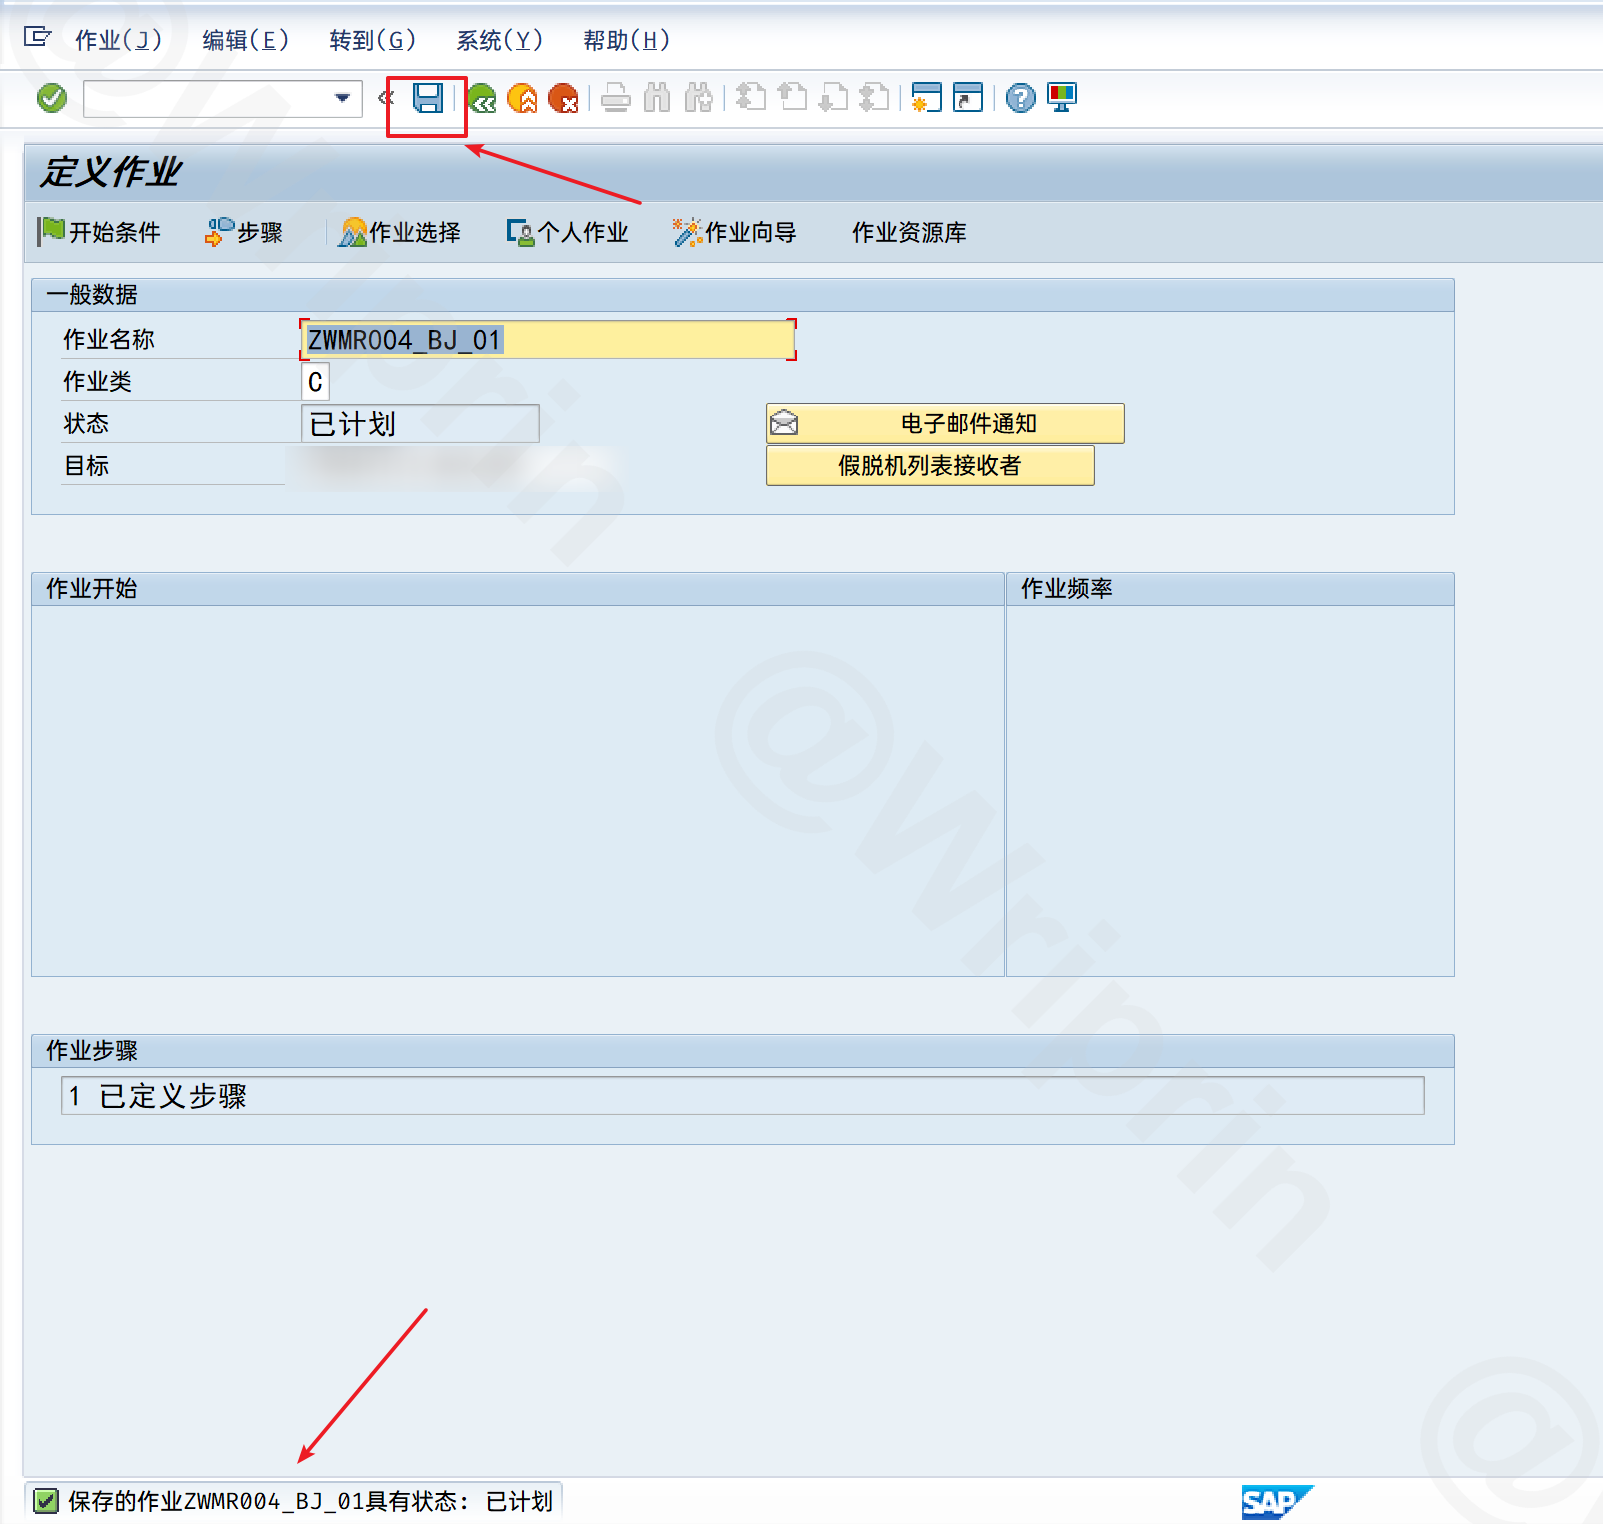 作业(J) 编辑(E) 转到(G) 系统(Y) 帮助(H)
定义作业
开始条件 步骤 作业选择 个人作业 作业向导 作业资源库
一般数据
作业名称 ZWMR004_BJ_01
作业类 C
状态 已计划 电子邮件通知
目标 假脱机列表接收者
作业开始 作业频率
作业步骤
1 已定义步骤
保存的作业ZWMR004_BJ_01具有状态: 已计划
SAP
@Wriprin
@Wriprin
@